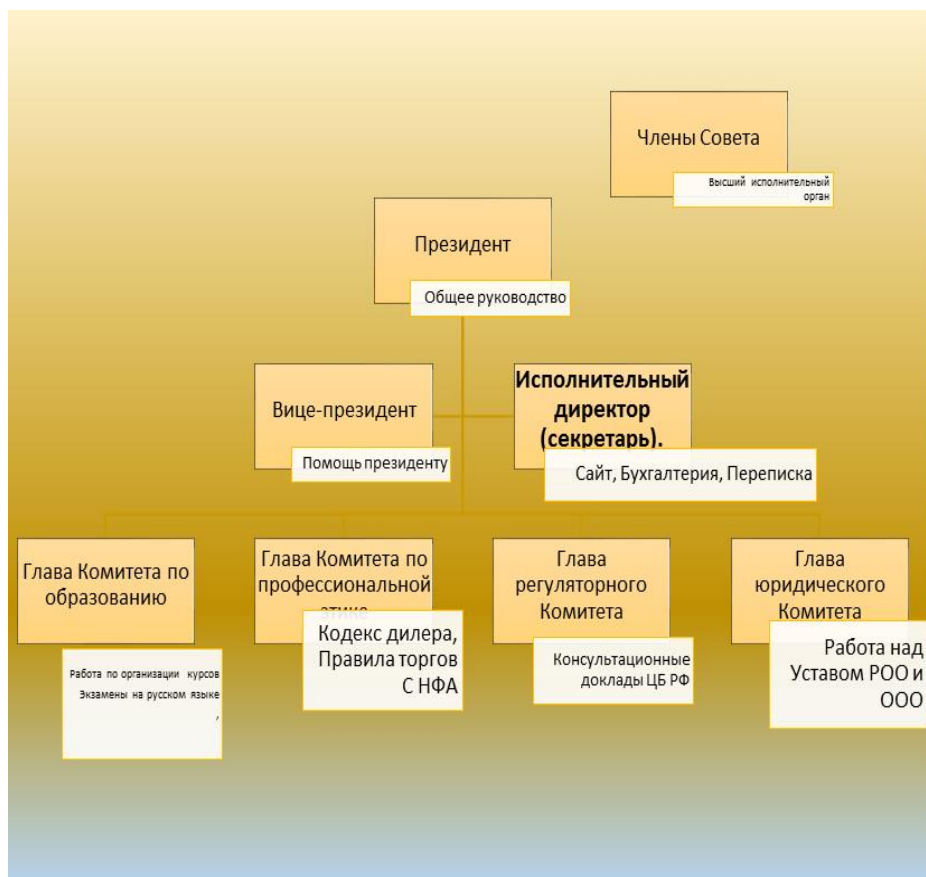 Члены Совета
Высший исполнительный
орган
Президент
Общее руководство
Вице-президент
Помощь президенту
Исполнительный
директор
(секретарь).
Сайт, Бухгалтерия, Переписка
Глава Комитета по
образованию
Работа по организации курсов
Экзамены на русском языке
,
Глава Комитета по
профессиональной
этике
Кодекс дилера,
Правила торгов
С НФА
Глава
регуляторного
Комитета
Консультационные
доклады ЦБ РФ
Глава
юридического
Комитета
Работа над
Уставом РОО и
ООО